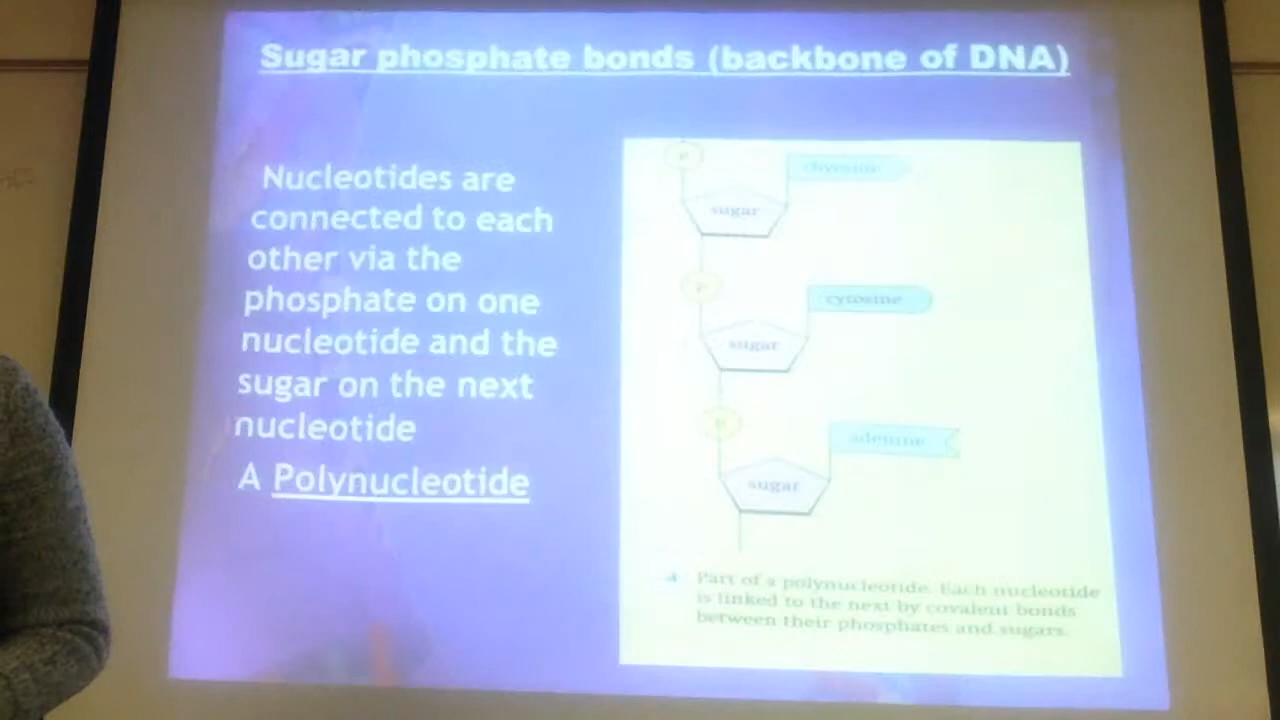 Sugar phosphate bonds (backbone of DNA)
Nucleotides are
connected to each
other via the
phosphate on one
nucleotide and the
sugar on the next
nucleotide
A Polynucleotide
P
thymine
sugar
P
cytosine
sugar
P
adenine
sugar
a Part of a polynucleotide. Each nucleotide
is linked to the next by covalent bonds
between their phosphates and sugars.